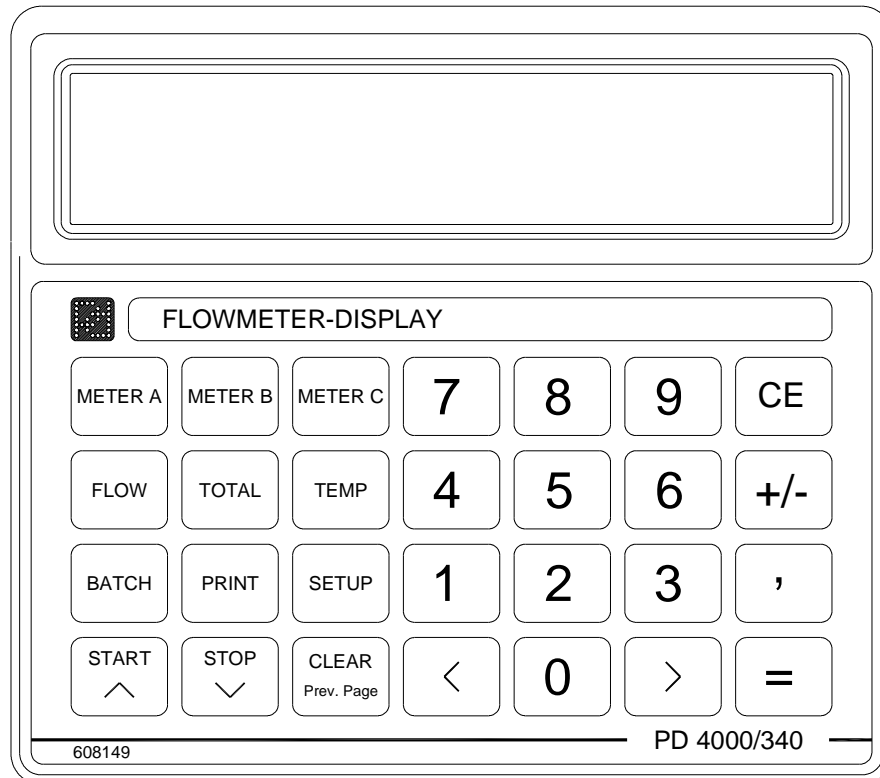 FLOWMETER-DISPLAY
METER A METER B METER C 7 8 9 CE
FLOW TOTAL TEMP 4 5 6 +/-
BATCH PRINT SETUP 1 2 3 ,
START STOP CLEAR < 0 > =
Prev. Page
PD 4000/340
608149